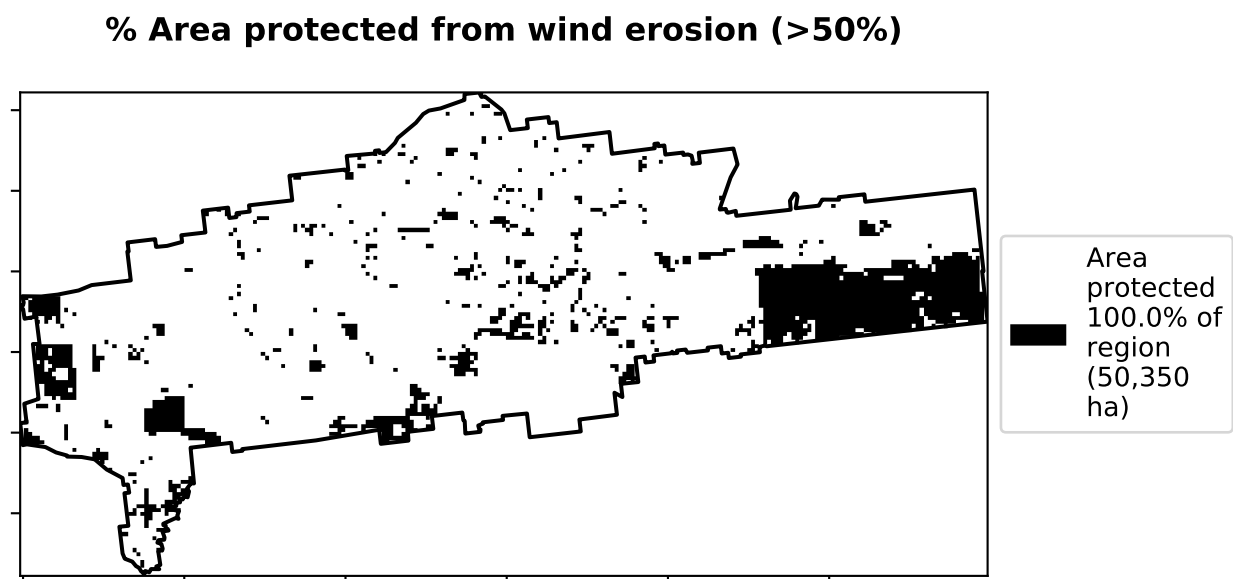 % Area protected from wind erosion (>50%)
Area
protected
100.0% of
region
(50,350
ha)